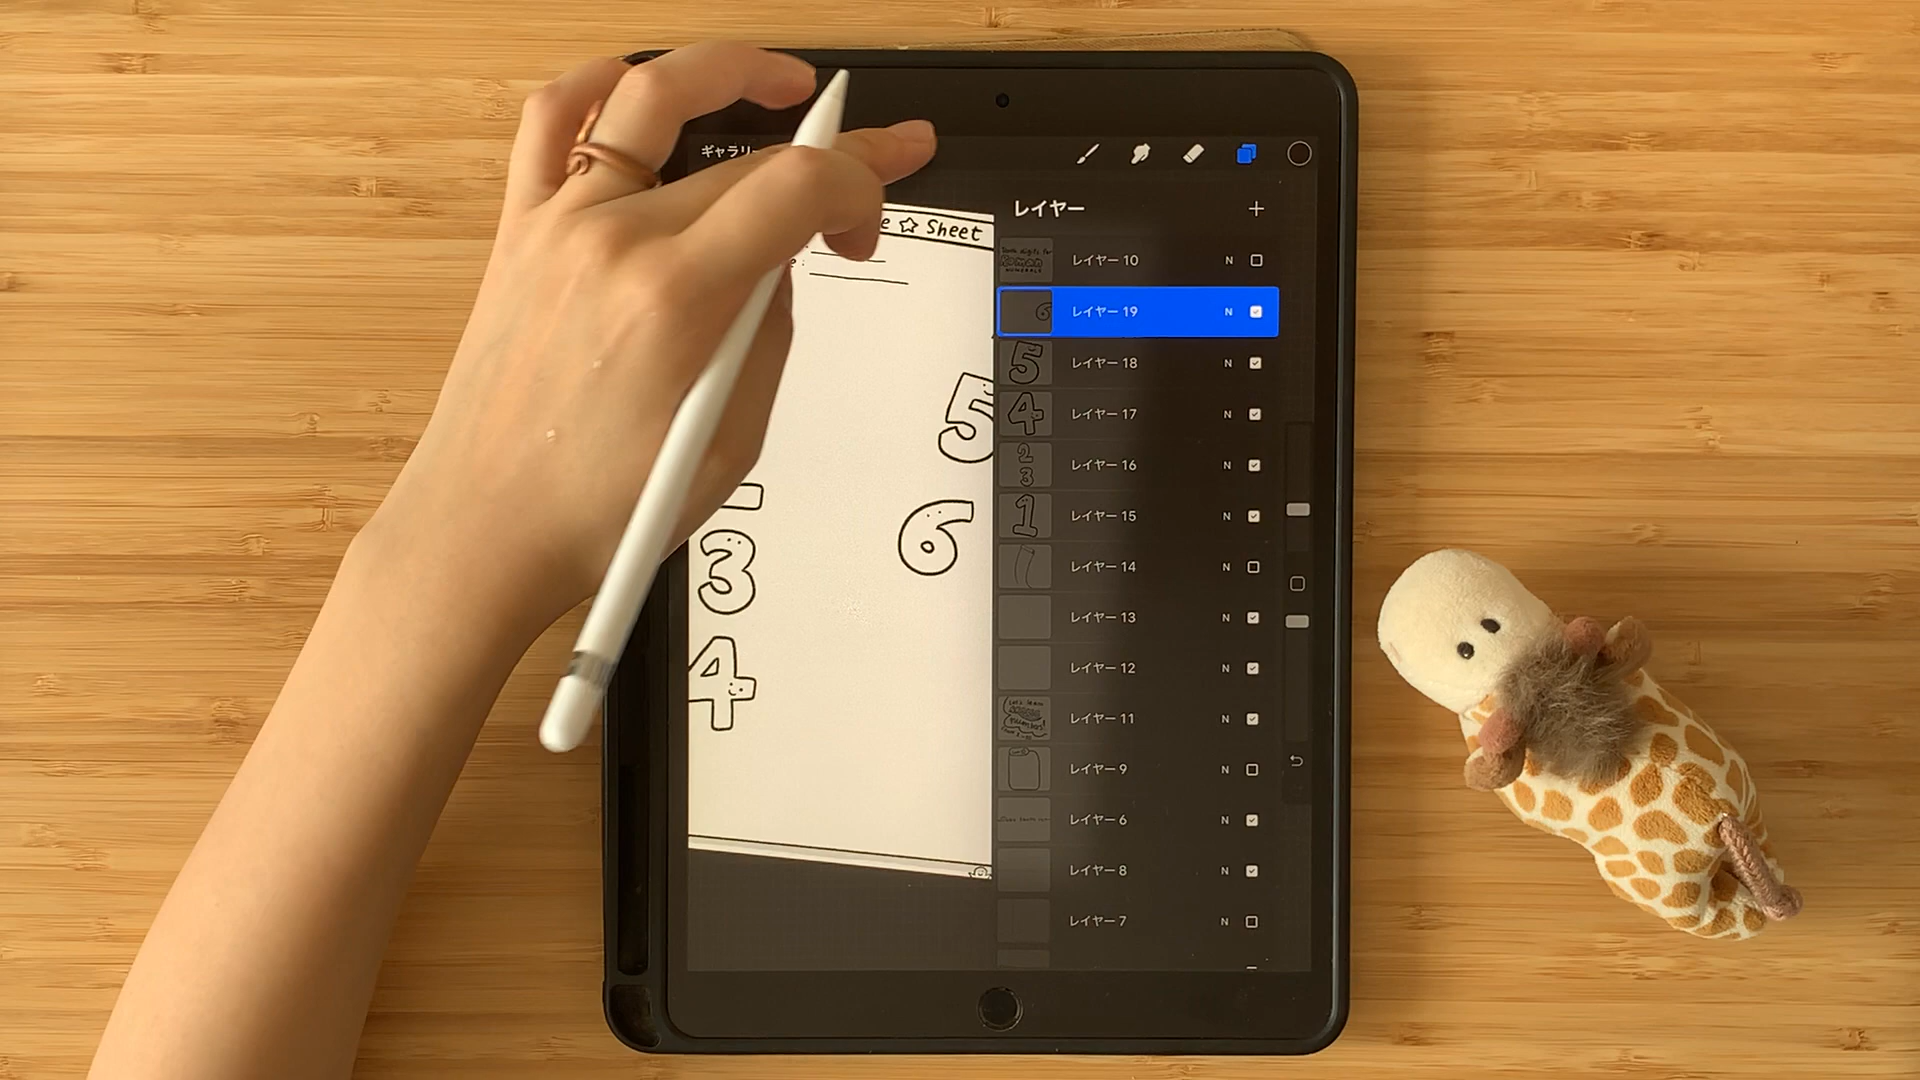 ギャラリー
e ☆ Sheet
レイヤー
レイヤー 10 N
レイヤー 19 N
レイヤー 18 N
レイヤー 17 N
レイヤー 16 N
レイヤー 15 N
レイヤー 14 N
レイヤー 13 N
レイヤー 12 N
レイヤー 11 N
レイヤー 9 N
レイヤー 6 N
レイヤー 8 N
レイヤー 7 N
5
6
3
4
6
5
4
2
3
1